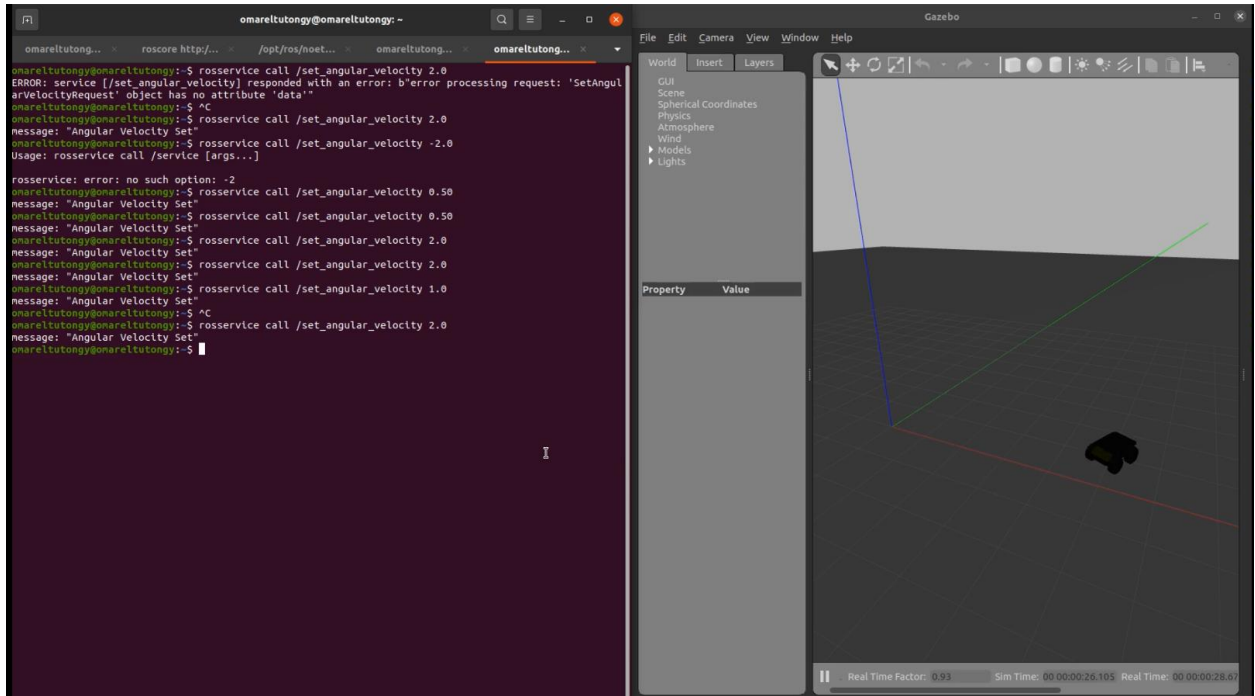 omareltutongy@omareltutongy: ~
omareltutong...
roscore http:/...
/opt/ros/noet...
omareltutong...
omareltutong...
omareltutongy@omareltutongy:~$ rosservice call /set_angular_velocity 2.0
ERROR: service [/set_angular_velocity] responded with an error: b"error processing request: 'SetAngul
arVelocityRequest' object has no attribute 'data'"
omareltutongy@omareltutongy:~$ ^C
omareltutongy@omareltutongy:~$ rosservice call /set_angular_velocity 2.0
message: "Angular Velocity Set"
omareltutongy@omareltutongy:~$ rosservice call /set_angular_velocity -2.0
Usage: rosservice call /service [args...]
rosservice: error: no such option: -2
omareltutongy@omareltutongy:~$ rosservice call /set_angular_velocity 0.50
message: "Angular Velocity Set"
omareltutongy@omareltutongy:~$ rosservice call /set_angular_velocity 0.50
message: "Angular Velocity Set"
omareltutongy@omareltutongy:~$ rosservice call /set_angular_velocity 2.0
message: "Angular Velocity Set"
omareltutongy@omareltutongy:~$ rosservice call /set_angular_velocity 2.0
message: "Angular Velocity Set"
omareltutongy@omareltutongy:~$ rosservice call /set_angular_velocity 1.0
message: "Angular Velocity Set"
omareltutongy@omareltutongy:~$ ^C
omareltutongy@omareltutongy:~$ rosservice call /set_angular_velocity 2.0
message: "Angular Velocity Set"
omareltutongy@omareltutongy:~$
Gazebo
File Edit Camera View Window Help
World Insert Layers
GUI
Scene
Spherical Coordinates
Physics
Atmosphere
Wind
Models
Lights
Property Value
Real Time Factor: 0.93 Sim Time: 00 00:00:26.105 Real Time: 00 00:00:28.67